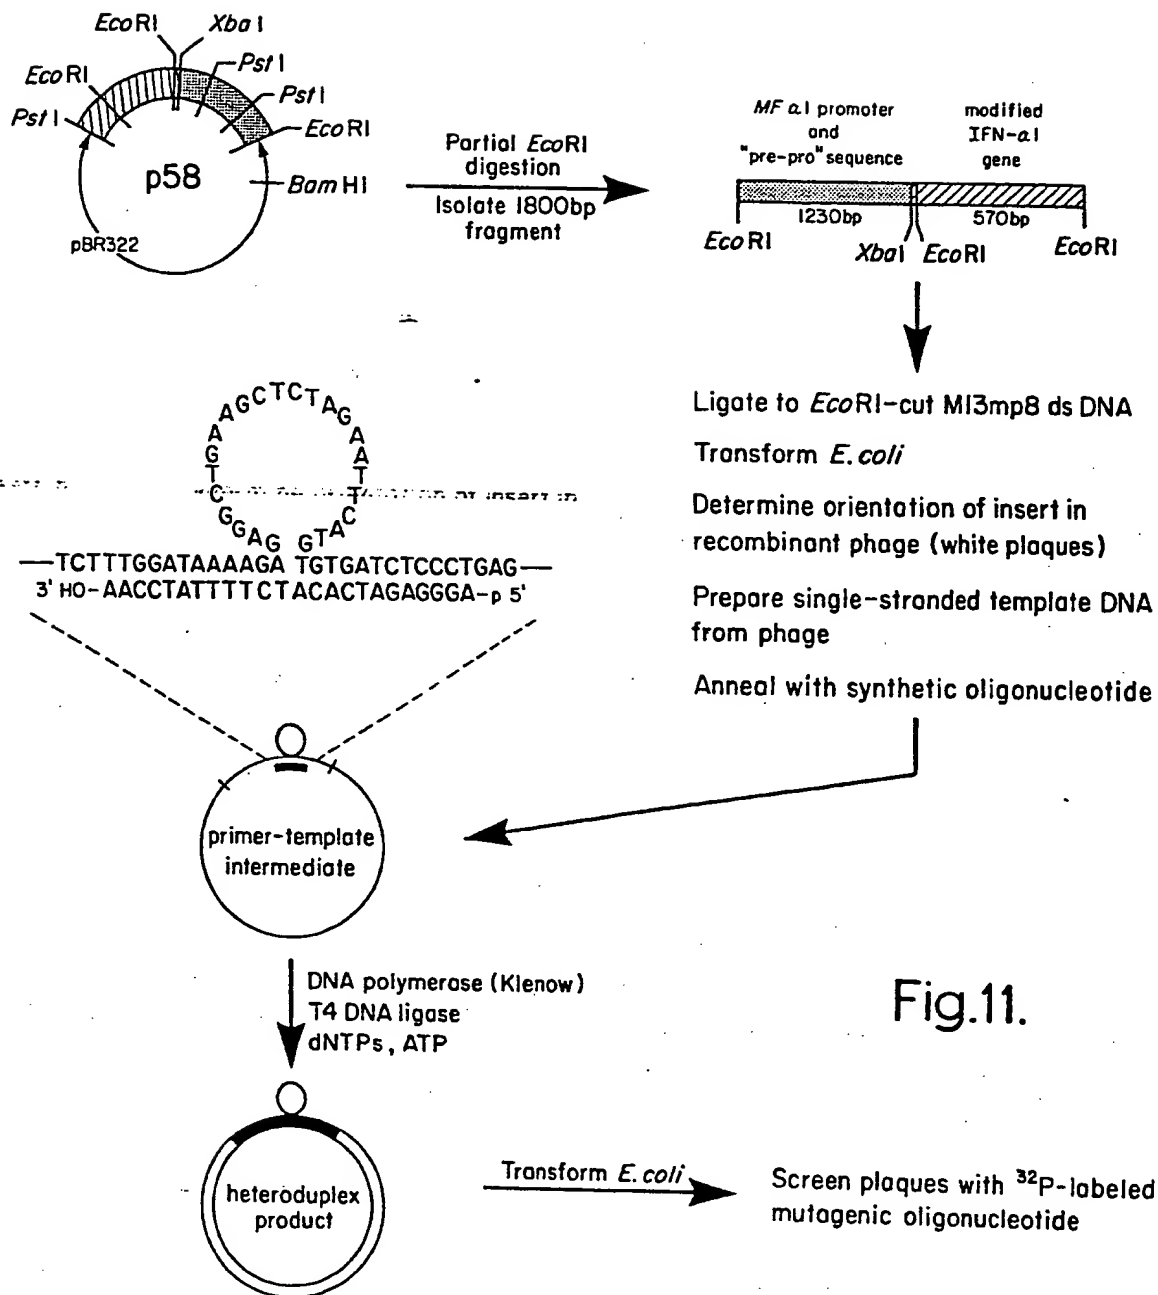 EcoRI XbaI
PstI
EcoRI
PstI
PstI
EcoRI
p58
BamHI
pBR322
Partial EcoRI
digestion
Isolate 1800bp
fragment
MFα1 promoter
and
"pre-pro" sequence
modified
IFN-α1
gene
1230bp 570bp
EcoRI XbaI EcoRI EcoRI
Ligate to EcoRI-cut M13mp8 ds DNA
Transform E.coli
Determine orientation of insert in
recombinant phage (white plaques)
Prepare single-stranded template DNA
from phage
Anneal with synthetic oligonucleotide
GAGGCTGAAGCTCTAGAATTCATG
—TCTTTGGATAAAAGA TGTGATCTCCCTGAG—
3' HO-AACCTATTTTCTACACTAGAGGGA-p 5'
primer-template
intermediate
DNA polymerase (Klenow)
T4 DNA ligase
dNTPs, ATP
Fig.11.
heteroduplex
product
Transform E.coli
Screen plaques with ³²P-labeled
mutagenic oligonucleotide